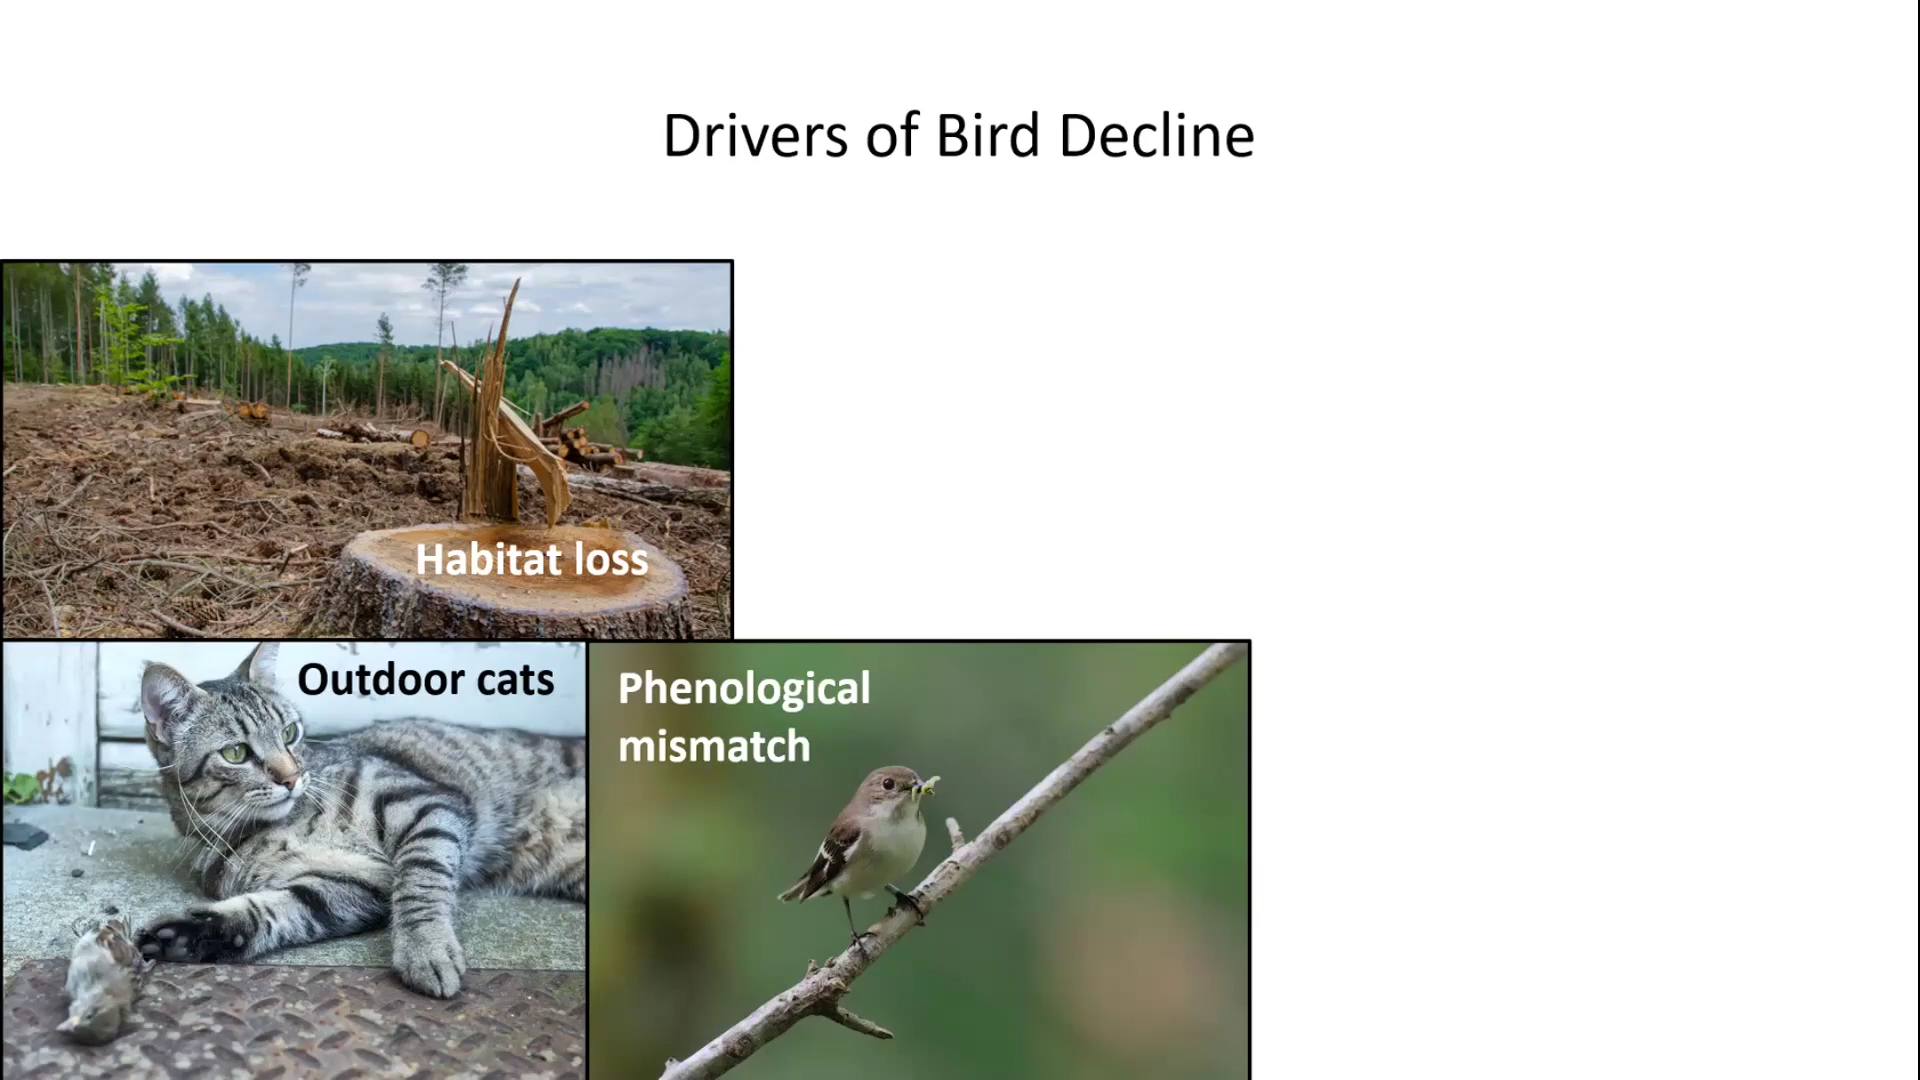 Drivers of Bird Decline
Habitat loss
Outdoor cats
Phenological
mismatch